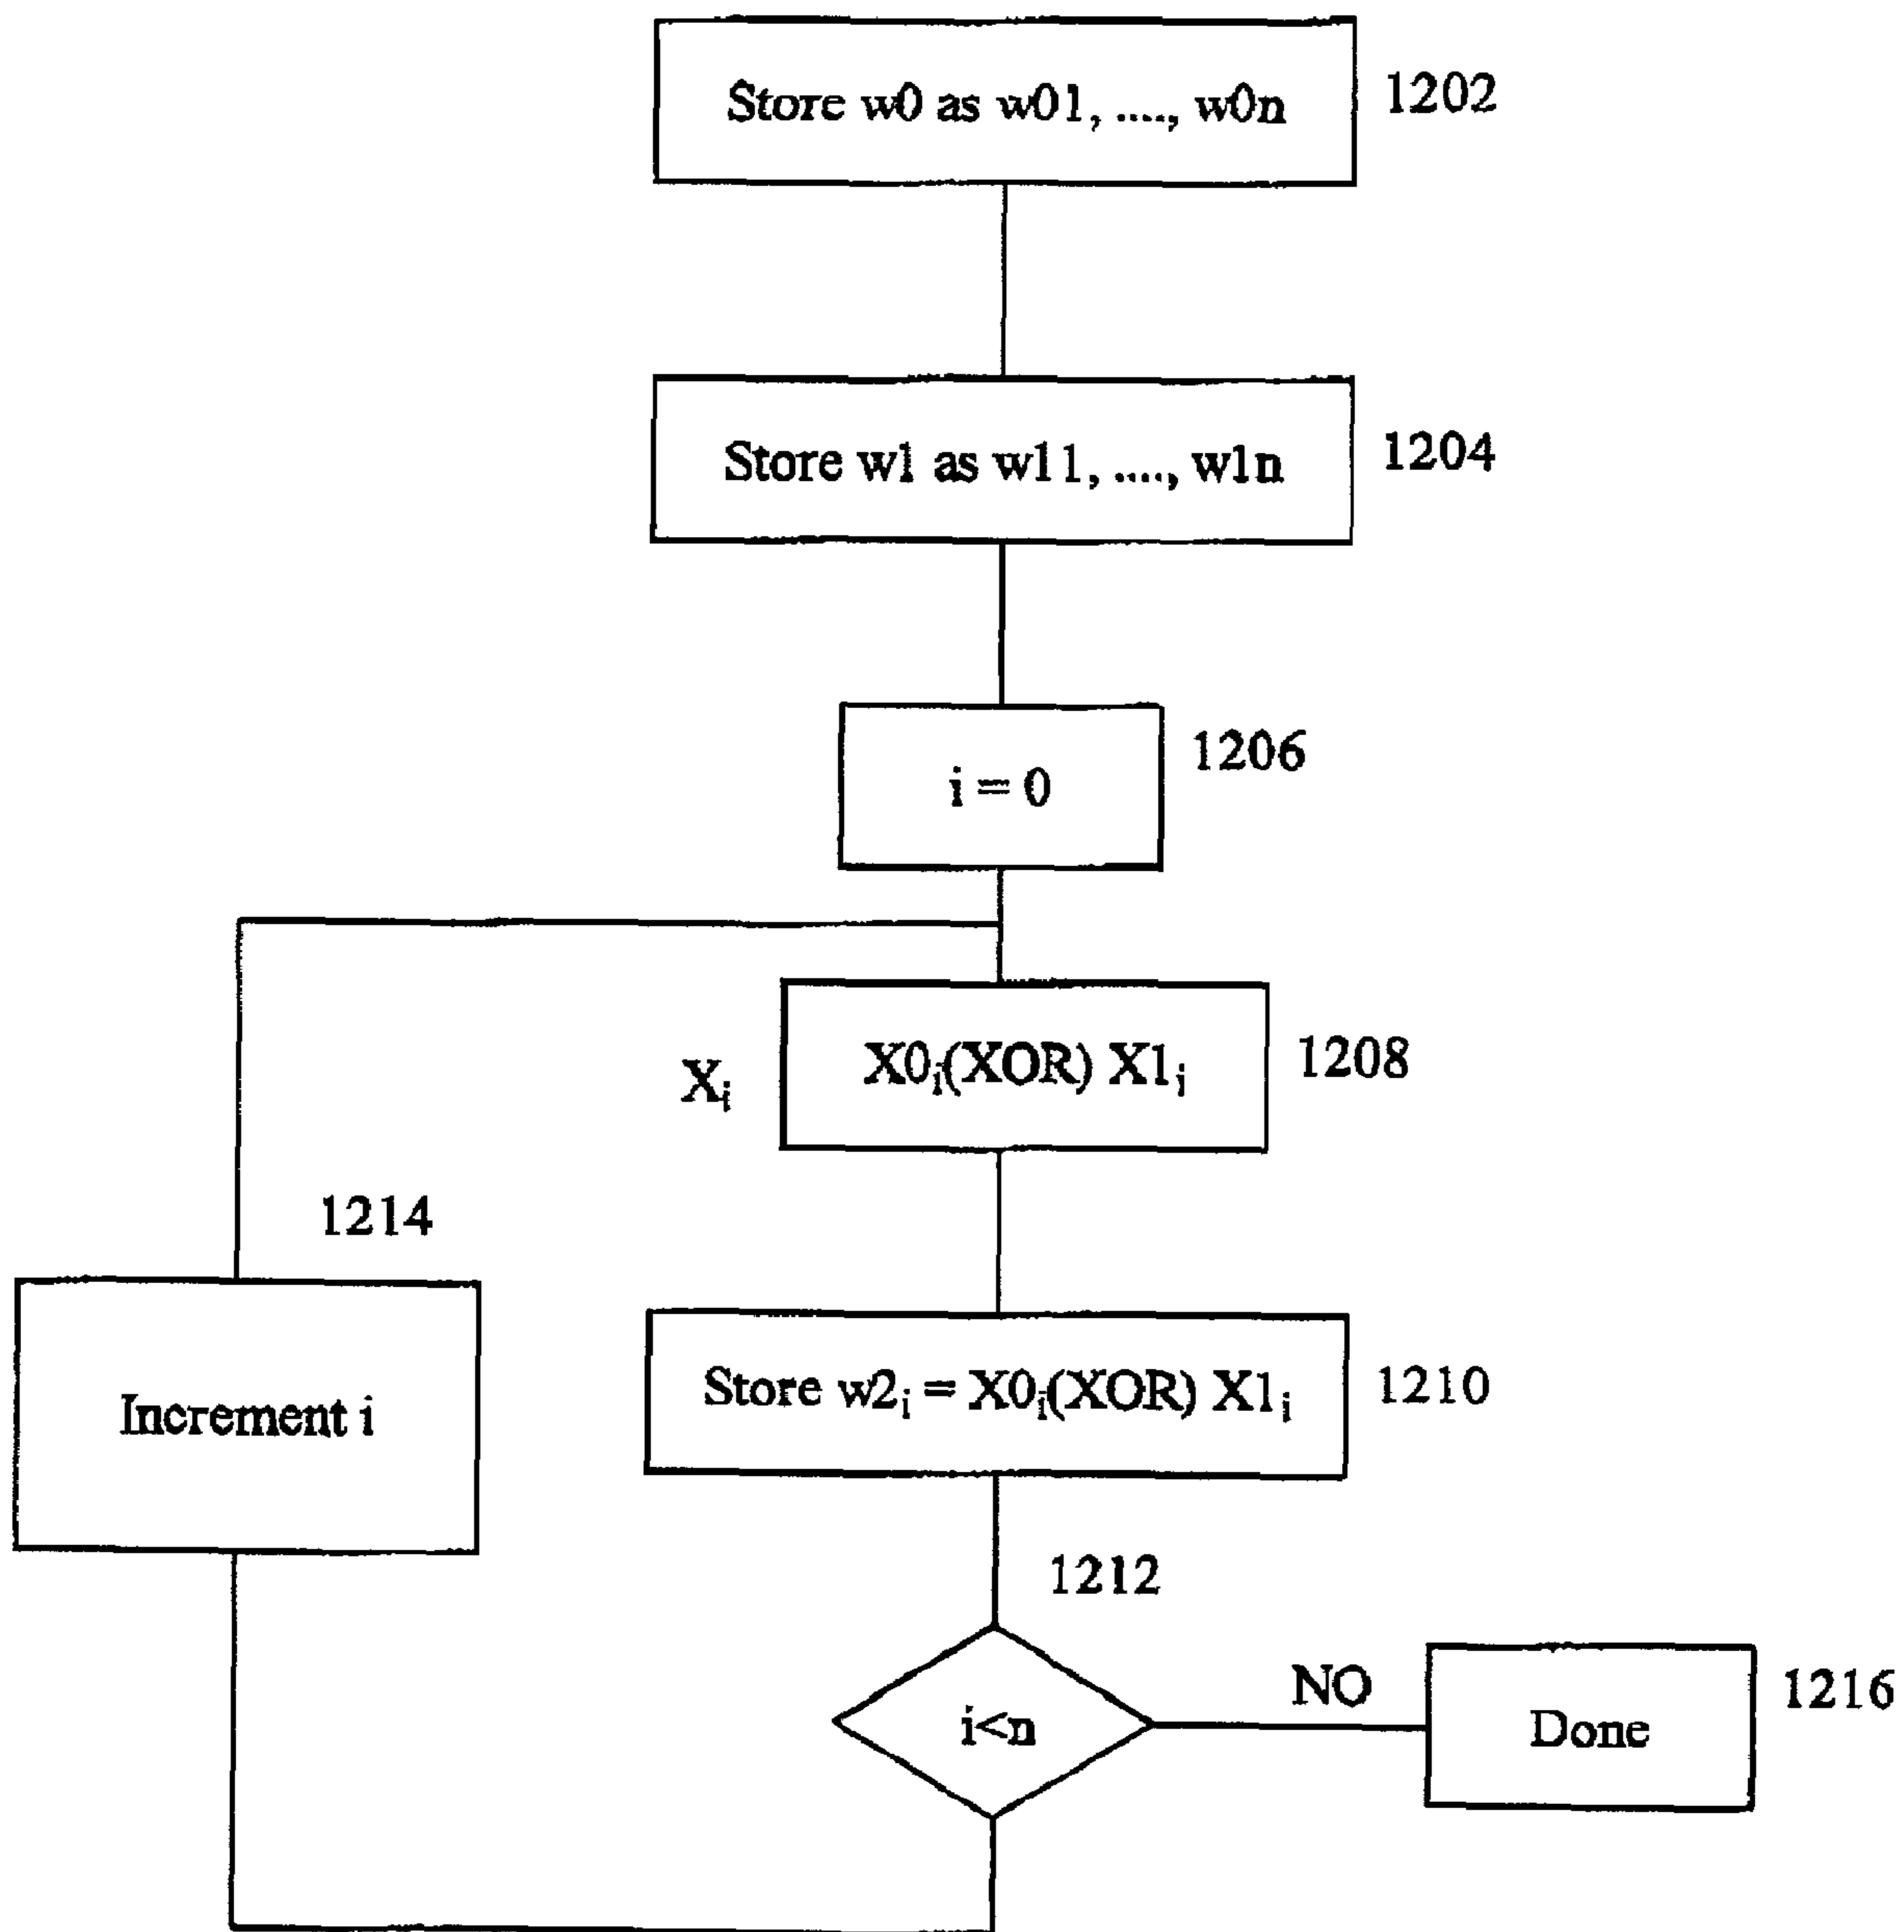 Store w0 as w01, ...., w0n
1202
Store w1 as w11, ...., w1n
1204
1206
i = 0
X0i(XOR) X1i
1208
Xi
1214
Increment i
Store w2i = X0i(XOR) X1i
1210
1212
i<n
NO
Done
1216